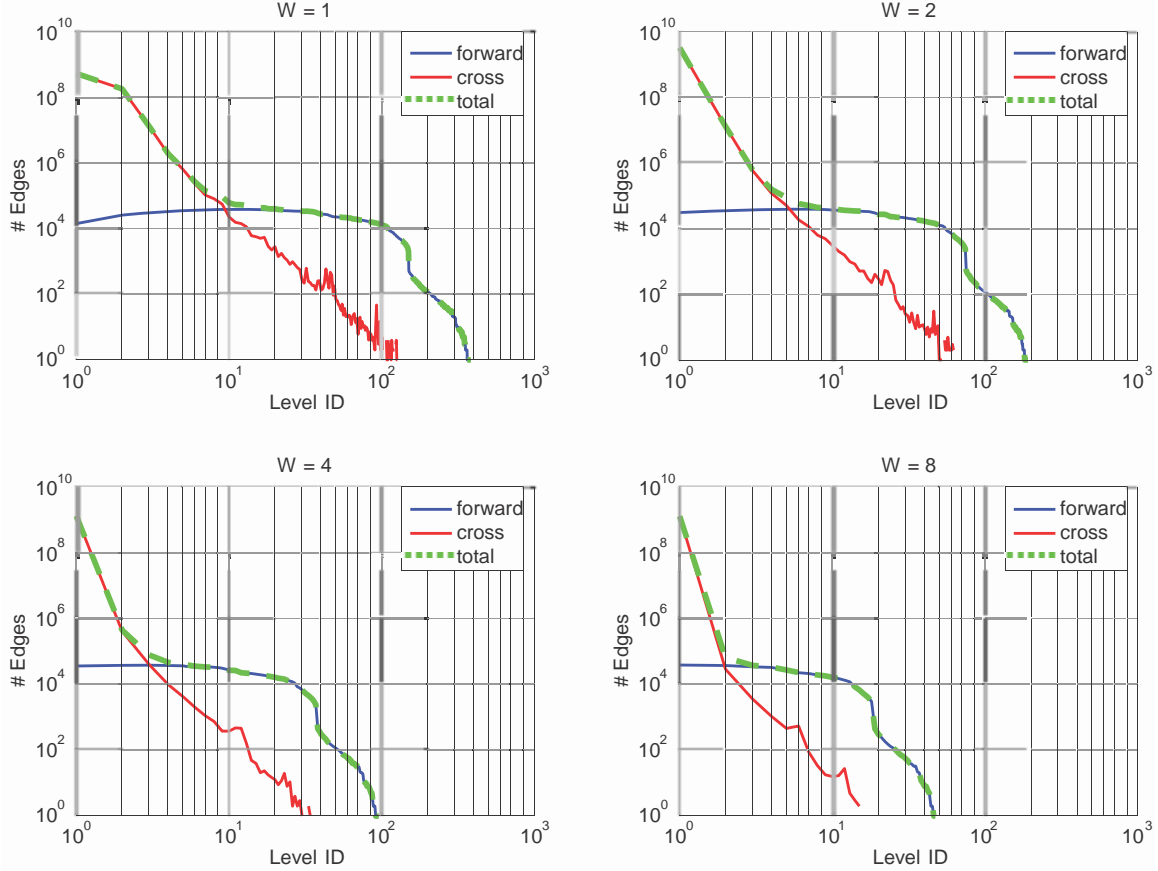 W = 1
10^10
10^8
10^6
10^4
10^2
10^0
# Edges
forward
cross
total
10^0 10^1 10^2 10^3
Level ID
W = 2
10^10
10^8
10^6
10^4
10^2
10^0
# Edges
forward
cross
total
10^0 10^1 10^2 10^3
Level ID
W = 4
10^10
10^8
10^6
10^4
10^2
10^0
# Edges
forward
cross
total
10^0 10^1 10^2 10^3
Level ID
W = 8
10^10
10^8
10^6
10^4
10^2
10^0
# Edges
forward
cross
total
10^0 10^1 10^2 10^3
Level ID